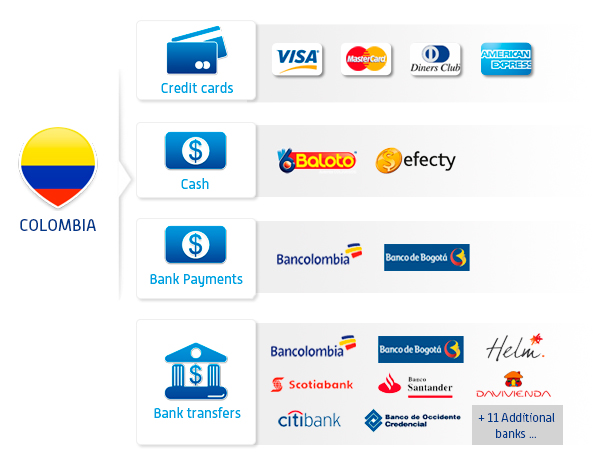 COLOMBIA
Credit cards
VISA
MasterCard
Diners Club
AMERICAN
EXPRESS
Cash
Baloto
efecty
Bank Payments
Bancolombia
Banco de Bogotá
Bank transfers
Bancolombia
Banco de Bogotá
Helm.
Scotiabank
Banco
Santander
DAVIVIENDA
citibank
Banco de Occidente
Credencial
+ 11 Additional
banks ...